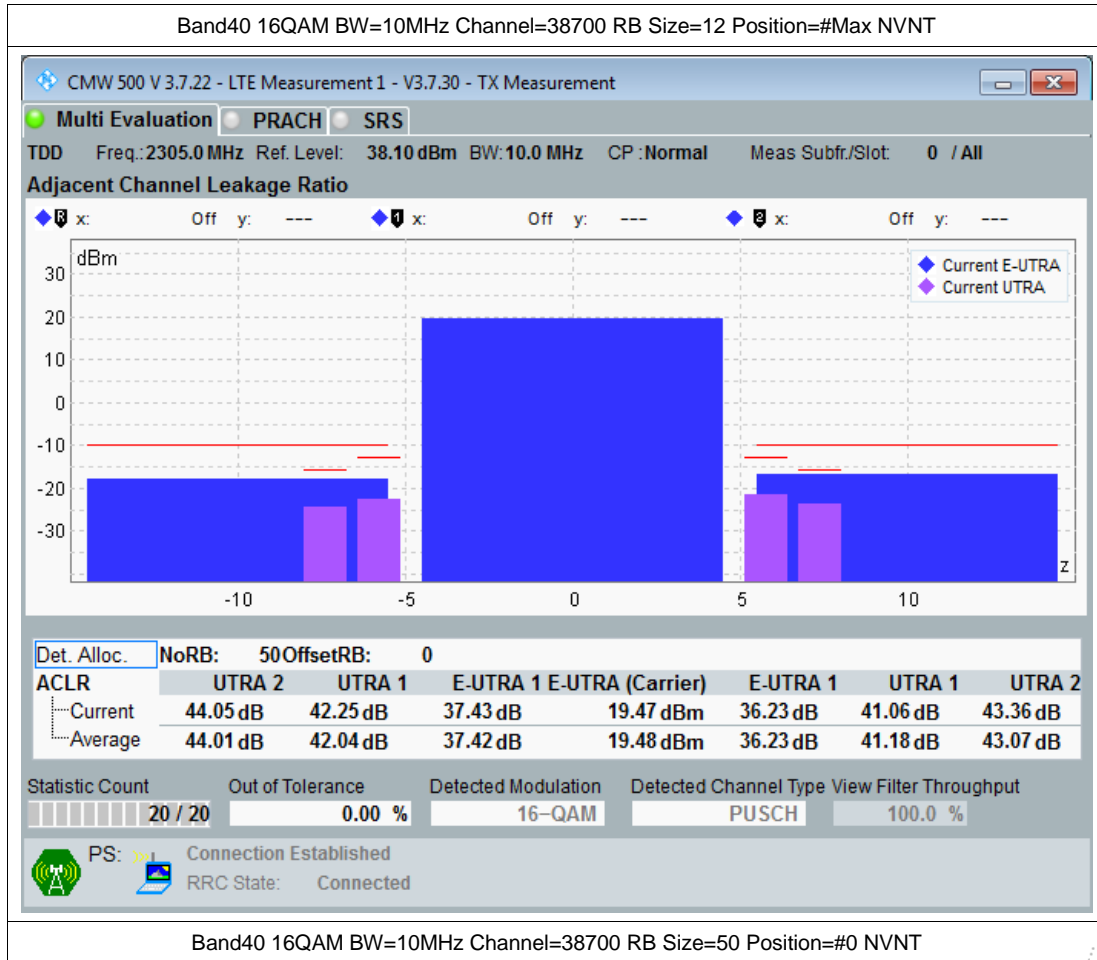 Band40 16QAM BW=10MHz Channel=38700 RB Size=12 Position=#Max NVNT
CMW 500 V 3.7.22 - LTE Measurement 1 - V3.7.30 - TX Measurement
Multi Evaluation PRACH SRS
TDD Freq.:2305.0 MHz Ref. Level: 38.10 dBm BW:10.0 MHz CP :Normal Meas Subfr./Slot: 0 / All
Adjacent Channel Leakage Ratio
R x: Off y: --- 1 x: Off y: --- 2 x: Off y: ---
dBm
Current E-UTRA
Current UTRA
30
20
10
0
-10
-20
-30
z
-10 -5 0 5 10
Det. Alloc. NoRB: 50 OffsetRB: 0
ACLR UTRA 2 UTRA 1 E-UTRA 1 E-UTRA (Carrier) E-UTRA 1 UTRA 1 UTRA 2
Current 44.05 dB 42.25 dB 37.43 dB 19.47 dBm 36.23 dB 41.06 dB 43.36 dB
Average 44.01 dB 42.04 dB 37.42 dB 19.48 dBm 36.23 dB 41.18 dB 43.07 dB
Statistic Count Out of Tolerance Detected Modulation Detected Channel Type View Filter Throughput
20 / 20 0.00 % 16-QAM PUSCH 100.0 %
PS: Connection Established
RRC State: Connected
Band40 16QAM BW=10MHz Channel=38700 RB Size=50 Position=#0 NVNT